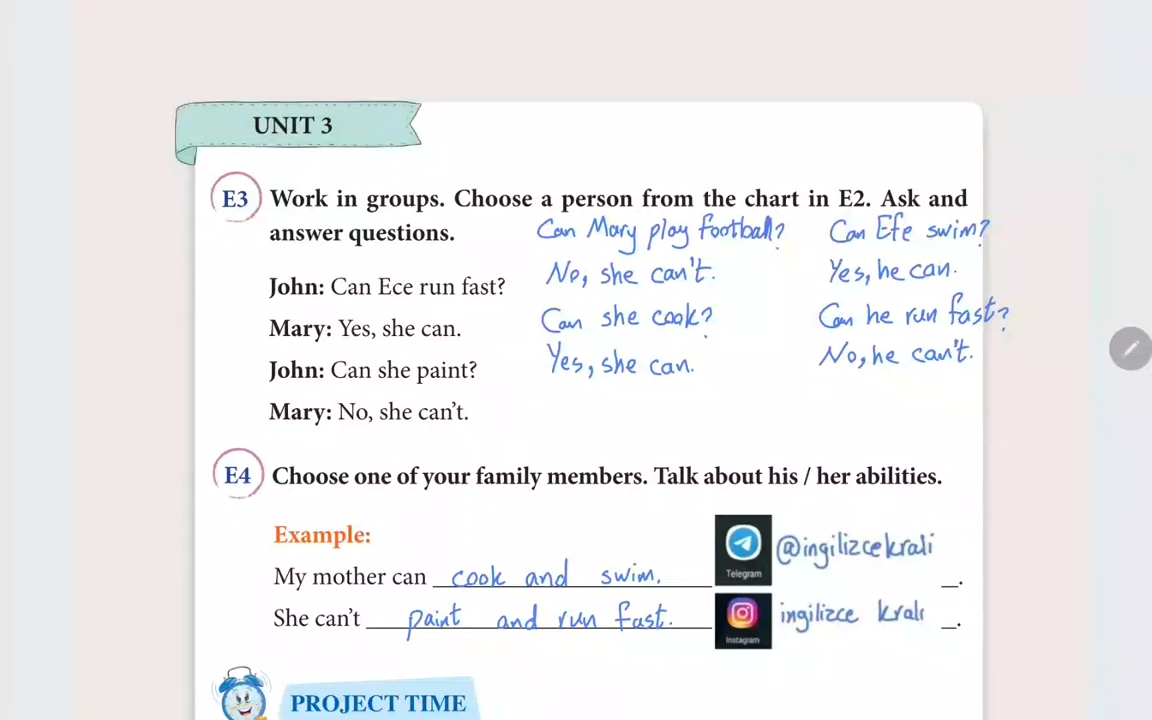 UNIT 3
E3 Work in groups. Choose a person from the chart in E2. Ask and
answer questions.
John: Can Ece run fast?
Mary: Yes, she can.
John: Can she paint?
Mary: No, she can't.
Can Mary play football?
No, she can't.
Can she cook?
Yes, she can.
Can Efe swim?
Yes, he can.
Can he run fast?
No, he can't.
E4 Choose one of your family members. Talk about his / her abilities.
Example:
My mother can cook and swim. .
She can't paint and run fast. .
Telegram @ingilizcekrali
Instagram ingilizce kralı
PROJECT TIME